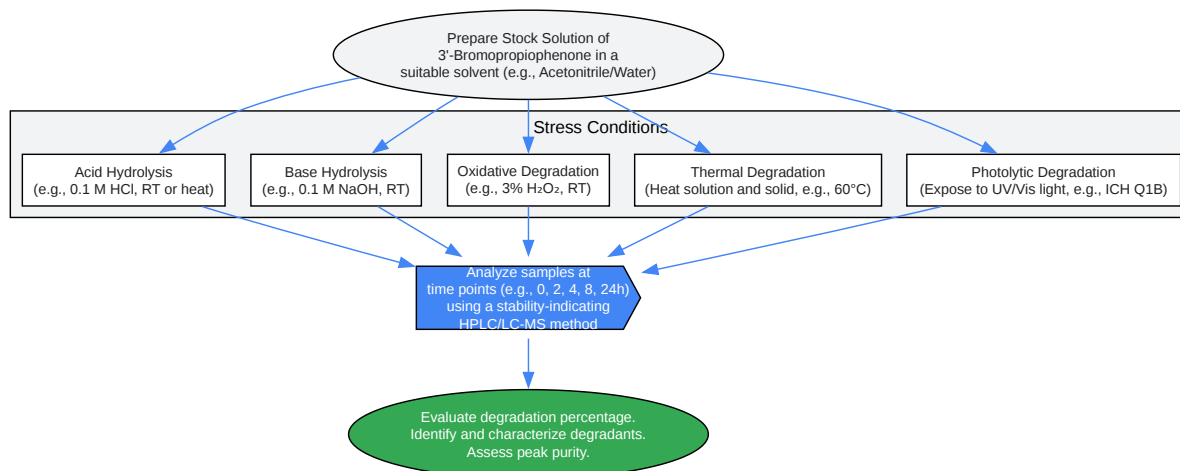 Prepare Stock Solution of
3'-Bromopropiophenone in a
suitable solvent (e.g., Acetonitrile/Water)
Stress Conditions
Acid Hydrolysis
(e.g., 0.1 M HCl, RT or heat)
Base Hydrolysis
(e.g., 0.1 M NaOH, RT)
Oxidative Degradation
(e.g., 3% H₂O₂, RT)
Thermal Degradation
(Heat solution and solid, e.g., 60°C)
Photolytic Degradation
(Expose to UV/Vis light, e.g., ICH Q1B)
Analyze samples at
time points (e.g., 0, 2, 4, 8, 24h)
using a stability-indicating
HPLC/LC-MS method
Evaluate degradation percentage.
Identify and characterize degradants.
Assess peak purity.